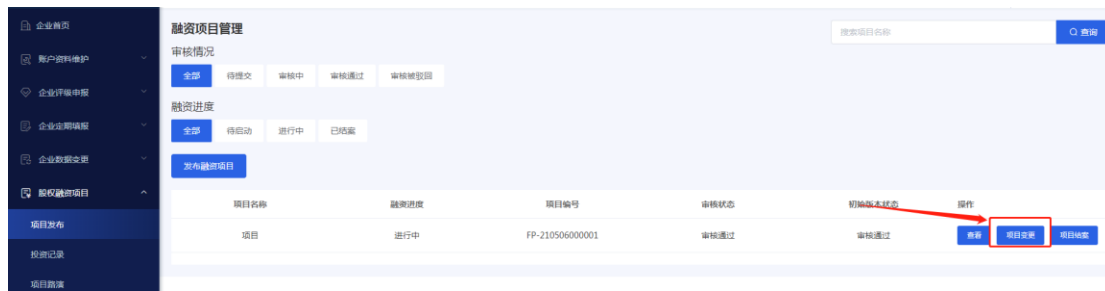 企业首页
账户资料维护
企业评级申报
企业定期填报
企业数据变更
股权融资项目
项目发布
投资记录
项目路演
融资项目管理
搜索项目名称
查询
审核情况
全部 待提交 审核中 审核通过 审核被驳回
融资进度
全部 待启动 进行中 已结案
发布融资项目
项目名称 融资进度 项目编号 审核状态 初始版本状态 操作
项目 进行中 FP-210506000001 审核通过 审核通过 查看 项目变更 项目结案